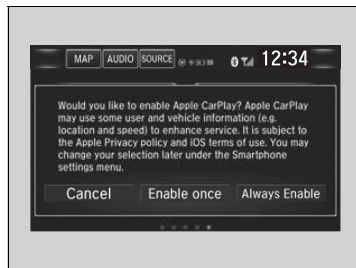 MAP AUDIO SOURCE 12:34
Would you like to enable Apple CarPlay? Apple CarPlay
may use some user and vehicle information (e.g.
location and speed) to enhance service. It is subject to
the Apple Privacy policy and iOS terms of use. You may
change your selection later under the Smartphone
settings menu.
Cancel Enable once Always Enable